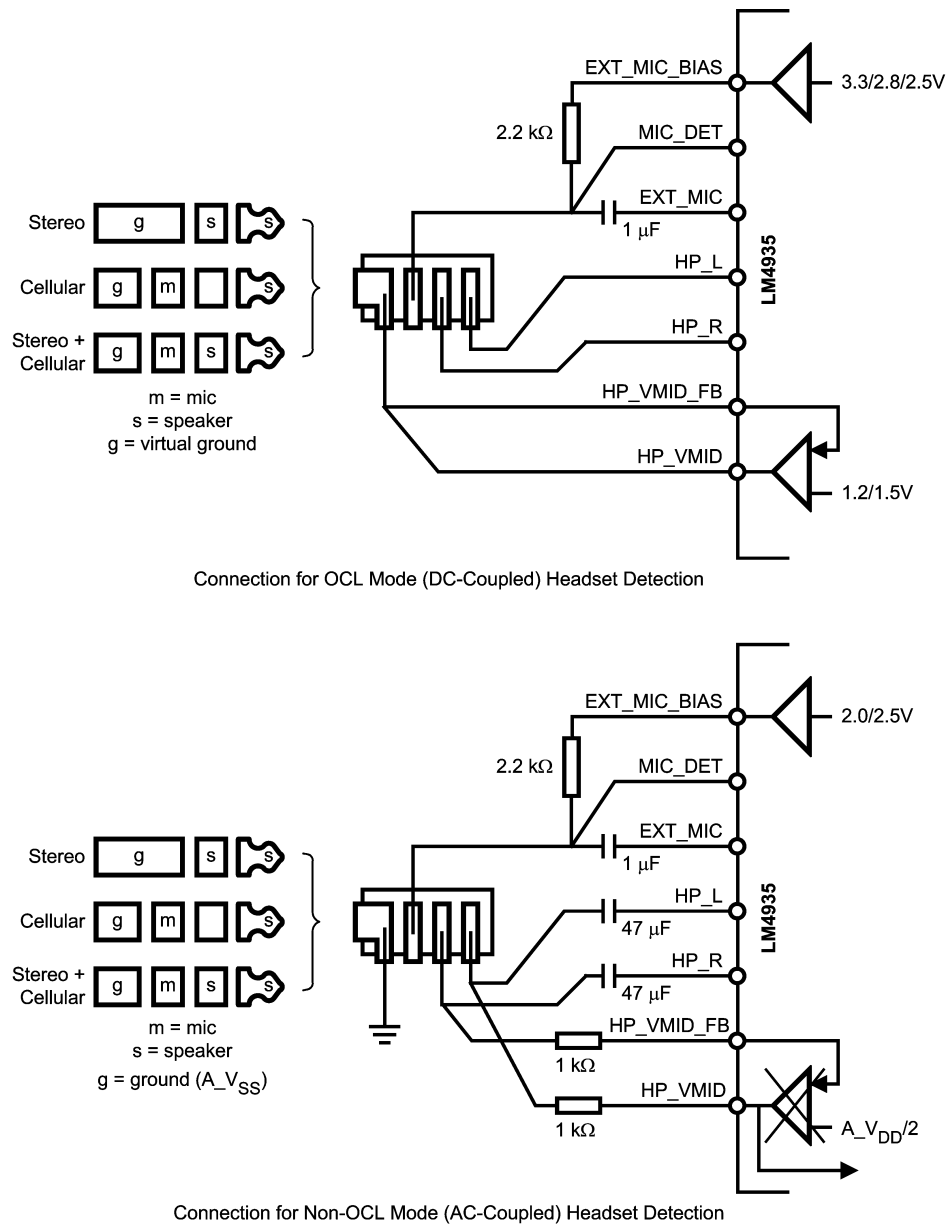 EXT_MIC_BIAS
3.3/2.8/2.5V
2.2 kΩ
MIC_DET
EXT_MIC
1 μF
Stereo
g
s
s
LM4935
HP_L
Cellular
g
m
s
HP_R
Stereo +
Cellular
g
m
s
s
m = mic
s = speaker
g = virtual ground
HP_VMID_FB
HP_VMID
1.2/1.5V
Connection for OCL Mode (DC-Coupled) Headset Detection
EXT_MIC_BIAS
2.0/2.5V
2.2 kΩ
MIC_DET
EXT_MIC
1 μF
Stereo
g
s
s
LM4935
HP_L
47 μF
Cellular
g
m
s
HP_R
47 μF
Stereo +
Cellular
g
m
s
s
m = mic
s = speaker
g = ground (A_VSS)
HP_VMID_FB
1 kΩ
HP_VMID
1 kΩ
A_VDD/2
Connection for Non-OCL Mode (AC-Coupled) Headset Detection